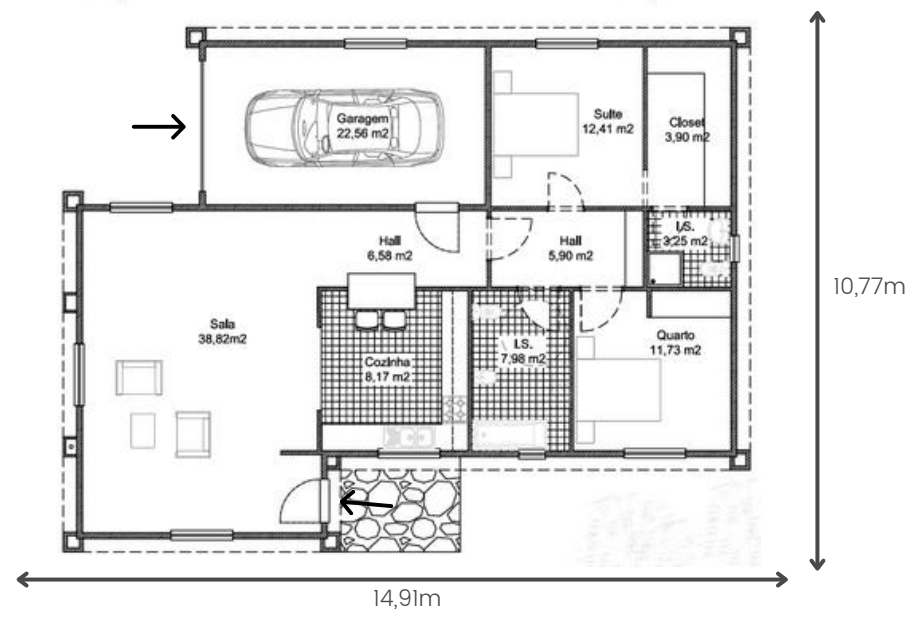 Garagem
22,56 m2
Suíte
12,41 m2
Closet
3,90 m2
Hall
6,58 m2
Hall
5,90 m2
I.S.
3,25 m2
Sala
38,82m2
Cozinha
8,17 m2
I.S.
7,98 m2
Quarto
11,73 m2
10,77m
14,91m